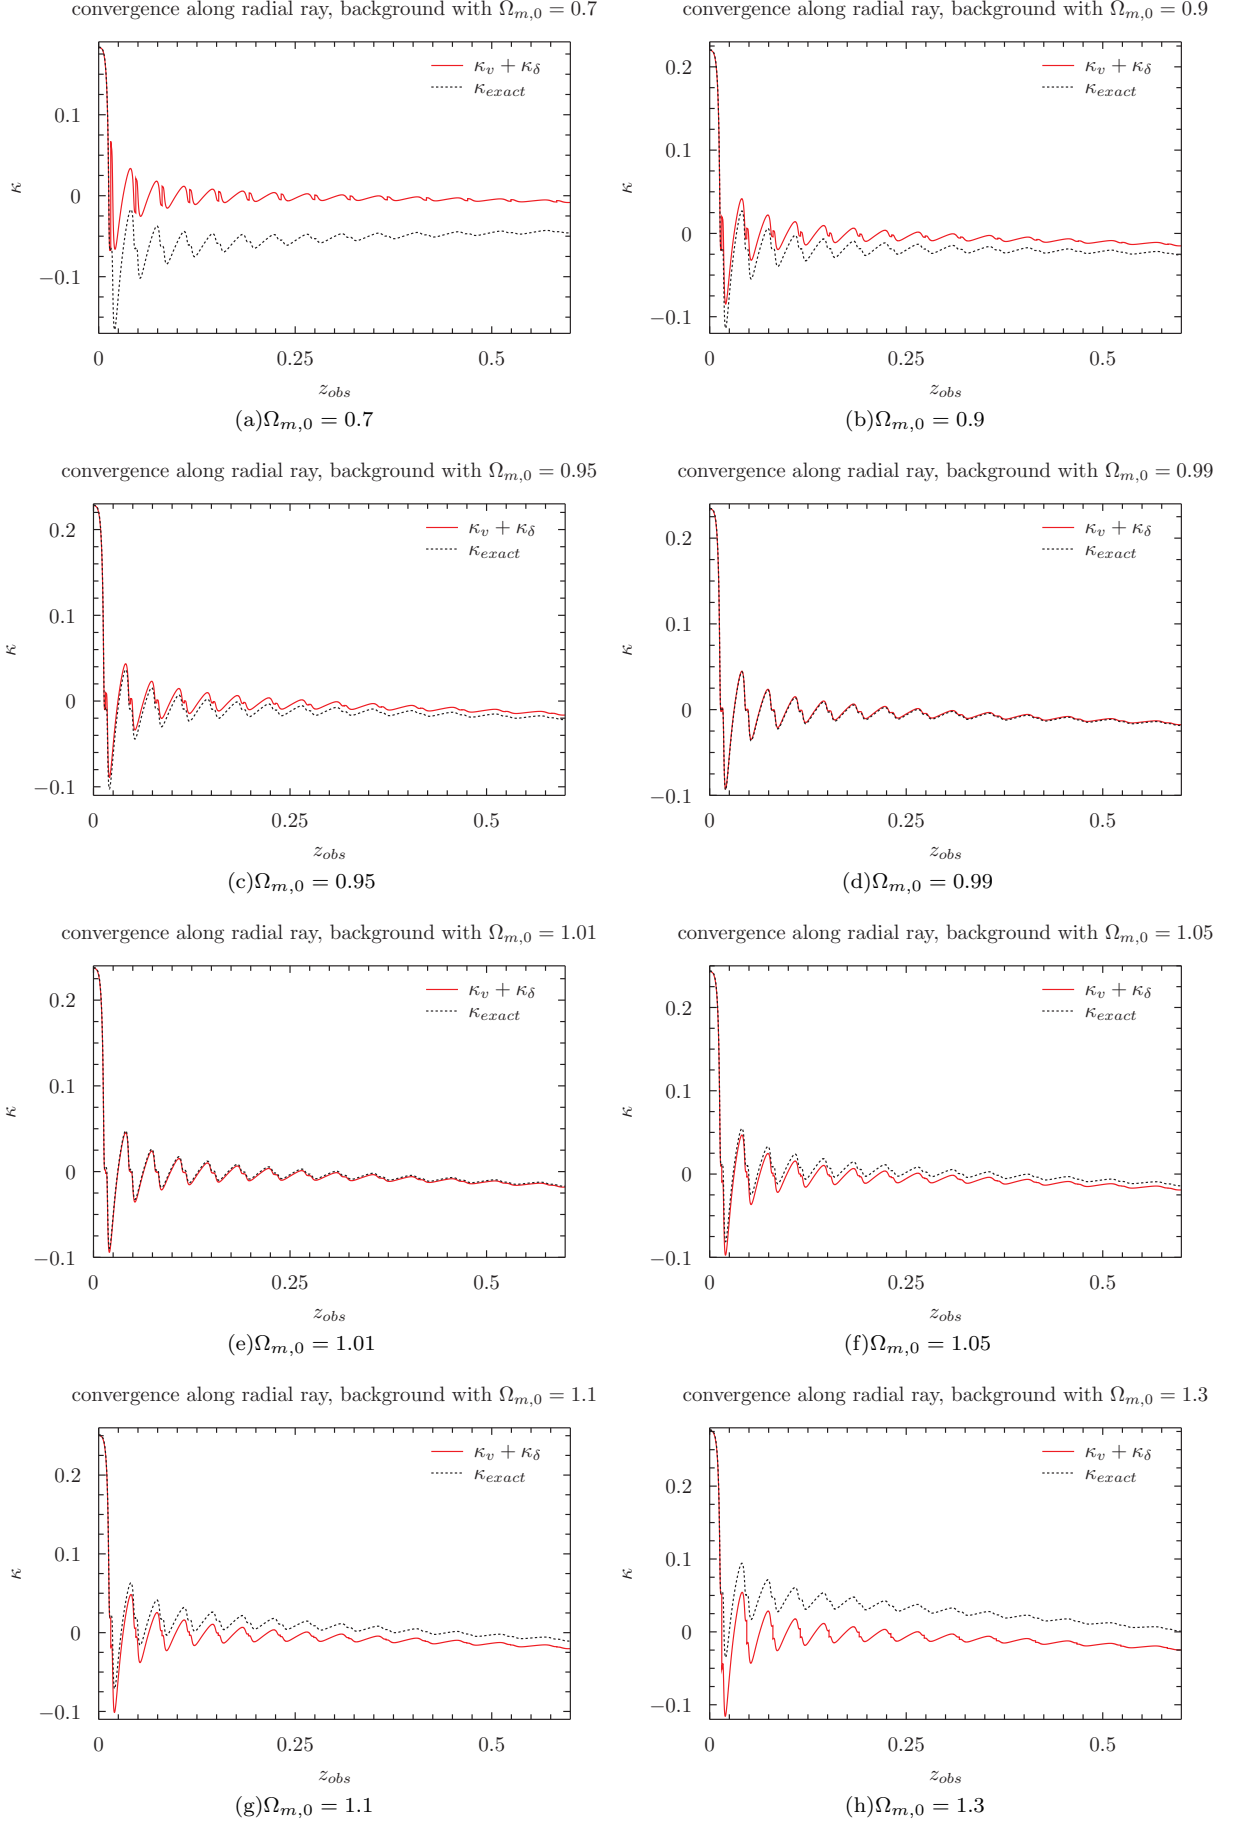 convergence along radial ray, background with Ωm,0 = 0.7
κv + κδ
κexact
0.1
0
−0.1
κ
0 0.25 0.5
zobs
(a)Ωm,0 = 0.7
convergence along radial ray, background with Ωm,0 = 0.9
κv + κδ
κexact
0.2
0.1
0
−0.1
κ
0 0.25 0.5
zobs
(b)Ωm,0 = 0.9
convergence along radial ray, background with Ωm,0 = 0.95
κv + κδ
κexact
0.2
0.1
0
−0.1
κ
0 0.25 0.5
zobs
(c)Ωm,0 = 0.95
convergence along radial ray, background with Ωm,0 = 0.99
κv + κδ
κexact
0.2
0.1
0
−0.1
κ
0 0.25 0.5
zobs
(d)Ωm,0 = 0.99
convergence along radial ray, background with Ωm,0 = 1.01
κv + κδ
κexact
0.2
0.1
0
−0.1
κ
0 0.25 0.5
zobs
(e)Ωm,0 = 1.01
convergence along radial ray, background with Ωm,0 = 1.05
κv + κδ
κexact
0.2
0.1
0
−0.1
κ
0 0.25 0.5
zobs
(f)Ωm,0 = 1.05
convergence along radial ray, background with Ωm,0 = 1.1
κv + κδ
κexact
0.2
0.1
0
−0.1
κ
0 0.25 0.5
zobs
(g)Ωm,0 = 1.1
convergence along radial ray, background with Ωm,0 = 1.3
κv + κδ
κexact
0.2
0.1
0
−0.1
κ
0 0.25 0.5
zobs
(h)Ωm,0 = 1.3